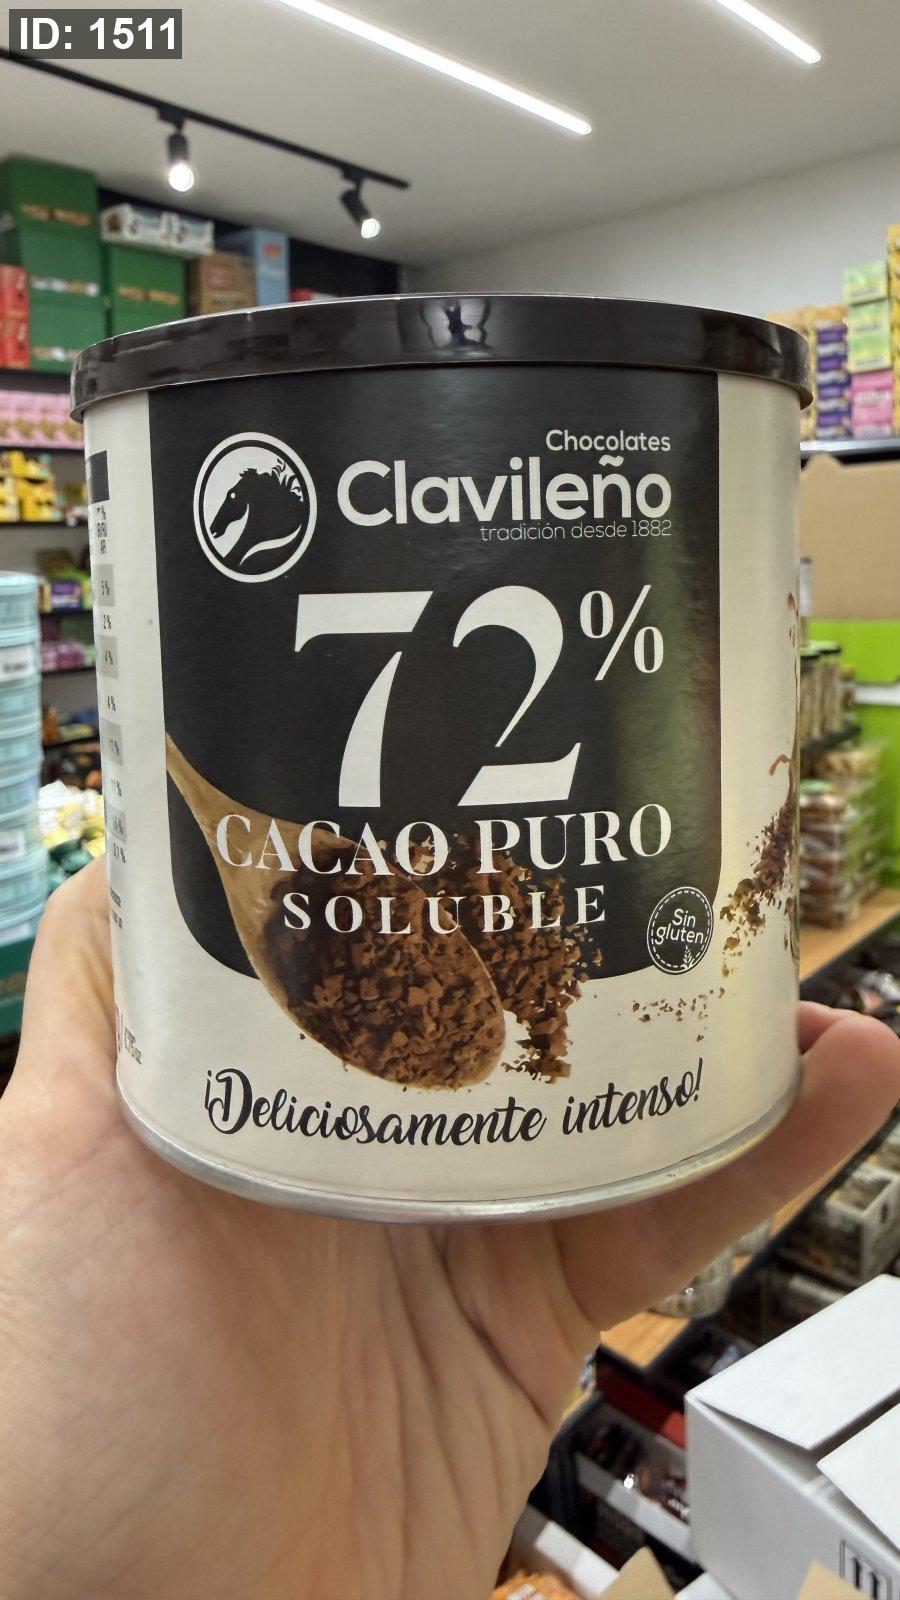 ID: 1511
Chocolates
Clavileño
tradición desde 1882
72%
CACAO PURO
SOLUBLE
Sin
gluten
¡Deliciosamente intenso!